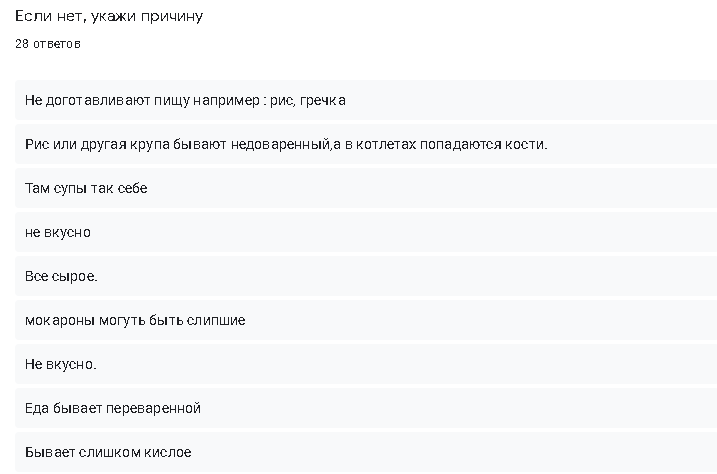 Если нет, укажи причину
28 ответов
Не доготавливают пищу например : рис, гречка
Рис или другая крупа бывают недоваренный,а в котлетах попадаются кости.
Там супы так себе
не вкусно
Все сырое.
мокароны могуть быть слипшие
Не вкусно.
Еда бывает переваренной
Бывает слишком кислое